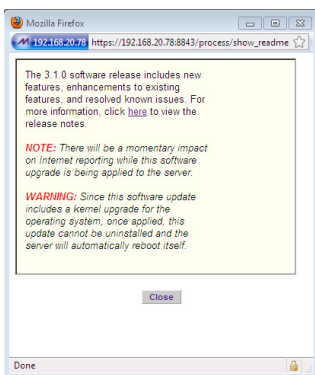 Mozilla Firefox
192.168.20.78 https://192.168.20.78:8843/process/show_readme
The 3.1.0 software release includes new
features, enhancements to existing
features, and resolved known issues. For
more information, click here to view the
release notes.
NOTE: There will be a momentary impact
on Internet reporting while this software
upgrade is being applied to the server.
WARNING: Since this software update
includes a kernel upgrade for the
operating system, once applied, this
update cannot be uninstalled and the
server will automatically reboot itself.
Close
Done